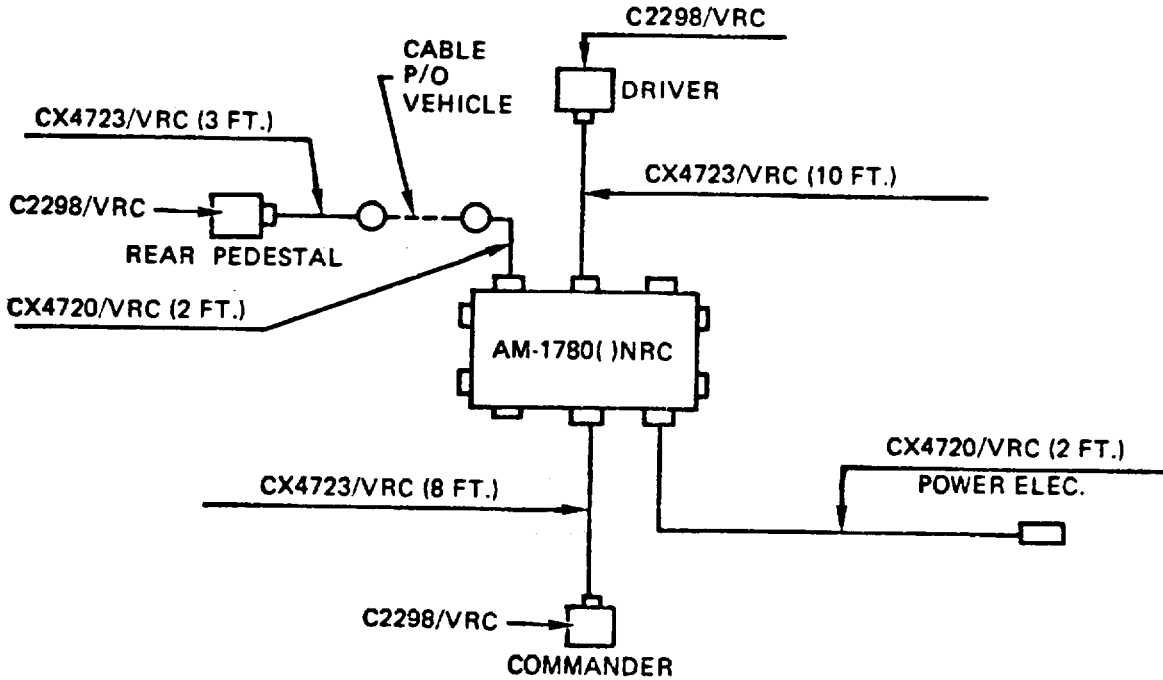 C2298/VRC
CABLE
P/O
VEHICLE
DRIVER
CX4723/VRC (3 FT.)
CX4723/VRC (10 FT.)
C2298/VRC
REAR PEDESTAL
CX4720/VRC (2 FT.)
AM-1780( )NRC
CX4720/VRC (2 FT.)
POWER ELEC.
CX4723/VRC (8 FT.)
C2298/VRC
COMMANDER